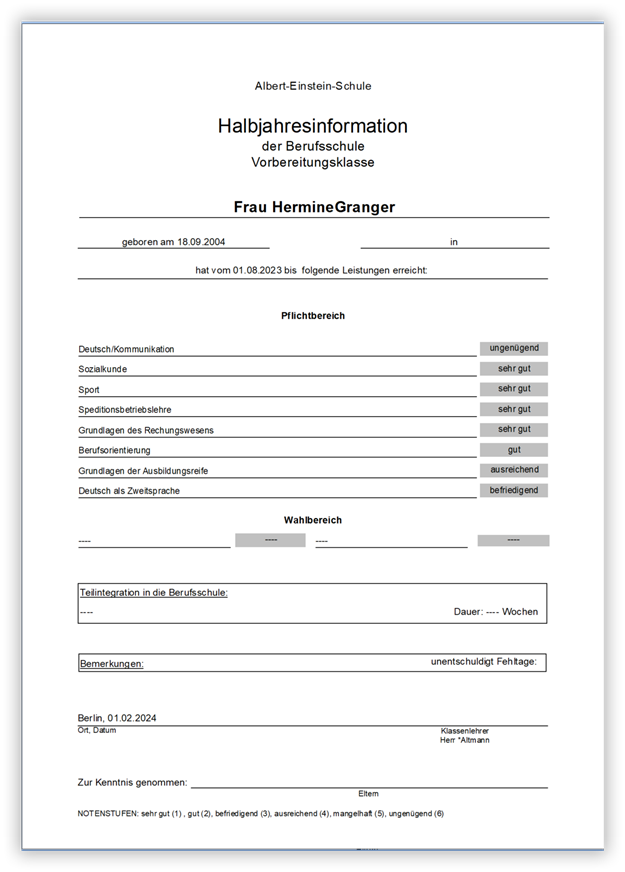 Albert-Einstein-Schule
Halbjahresinformation
der Berufsschule
Vorbereitungsklasse
Frau HermineGranger
geboren am 18.09.2004 in
hat vom 01.08.2023 bis folgende Leistungen erreicht:
Pflichtbereich
Deutsch/Kommunikation ungenügend
Sozialkunde sehr gut
Sport sehr gut
Speditionsbetriebslehre sehr gut
Grundlagen des Rechungswesens sehr gut
Berufsorientierung gut
Grundlagen der Ausbildungsreife ausreichend
Deutsch als Zweitsprache befriedigend
Wahlbereich
---- ---- ---- ----
Teilintegration in die Berufsschule:
---- Dauer: ---- Wochen
Bemerkungen: unentschuldigt Fehltage:
Berlin, 01.02.2024
Ort, Datum Klassenlehrer
Herr *Altmann
Zur Kenntnis genommen:
Eltern
NOTENSTUFEN: sehr gut (1) , gut (2), befriedigend (3), ausreichend (4), mangelhaft (5), ungenügend (6)